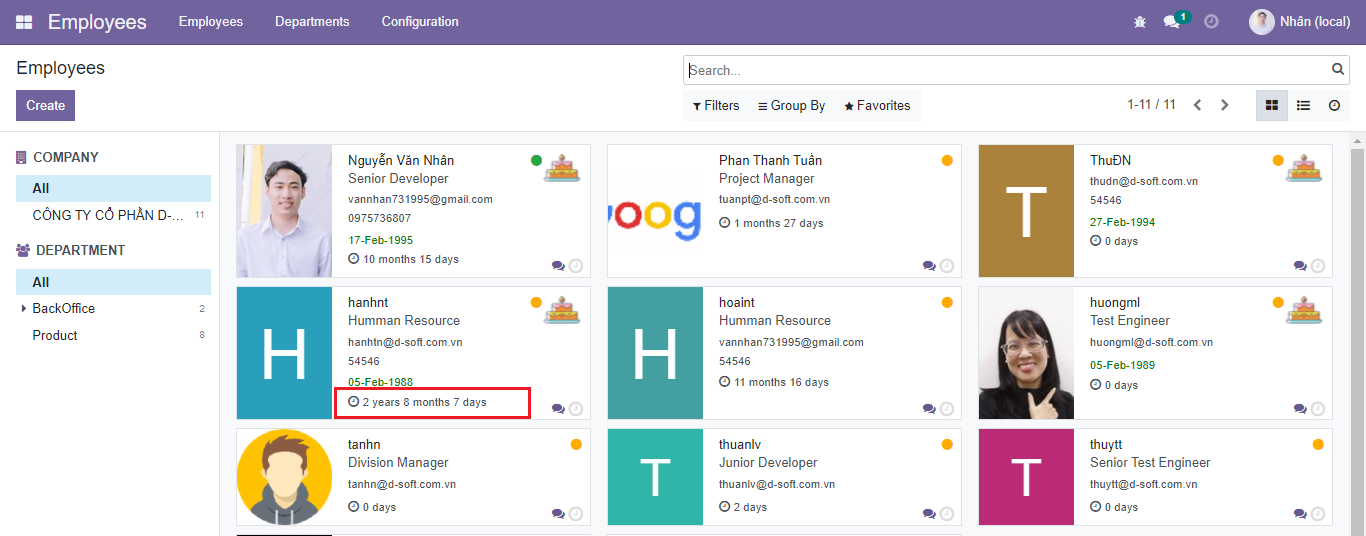 Employees Employees Departments Configuration 1 Nhân (local)
Employees
Search...
Create
Filters Group By Favorites 1-11 / 11
COMPANY
All
CÔNG TY CỔ PHẦN D-... 11
DEPARTMENT
All
BackOffice 2
Product 8
Nguyễn Văn Nhân
Senior Developer
vannhan731995@gmail.com
0975736807
17-Feb-1995
10 months 15 days
Phan Thanh Tuấn
Project Manager
tuanpt@d-soft.com.vn
1 months 27 days
oog
T
ThuĐN
thudn@d-soft.com.vn
54546
27-Feb-1994
0 days
H
hanhnt
Humman Resource
hanhtn@d-soft.com.vn
54546
05-Feb-1988
2 years 8 months 7 days
H
hoaint
Humman Resource
vannhan731995@gmail.com
54546
11 months 16 days
huongml
Test Engineer
huongml@d-soft.com.vn
05-Feb-1989
0 days
tanhn
Division Manager
tanhn@d-soft.com.vn
0 days
T
thuanlv
Junior Developer
thuanlv@d-soft.com.vn
2 days
T
thuytt
Senior Test Engineer
thuytt@d-soft.com.vn
0 days